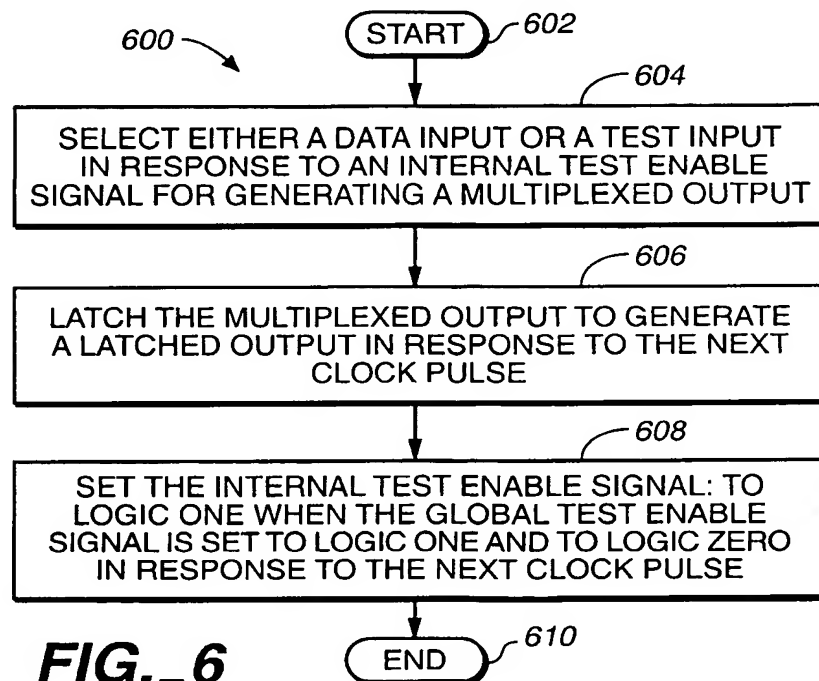 600
START
602
604
SELECT EITHER A DATA INPUT OR A TEST INPUT
IN RESPONSE TO AN INTERNAL TEST ENABLE
SIGNAL FOR GENERATING A MULTIPLEXED OUTPUT
606
LATCH THE MULTIPLEXED OUTPUT TO GENERATE
A LATCHED OUTPUT IN RESPONSE TO THE NEXT
CLOCK PULSE
608
SET THE INTERNAL TEST ENABLE SIGNAL: TO
LOGIC ONE WHEN THE GLOBAL TEST ENABLE
SIGNAL IS SET TO LOGIC ONE AND TO LOGIC ZERO
IN RESPONSE TO THE NEXT CLOCK PULSE
FIG._6
END
610